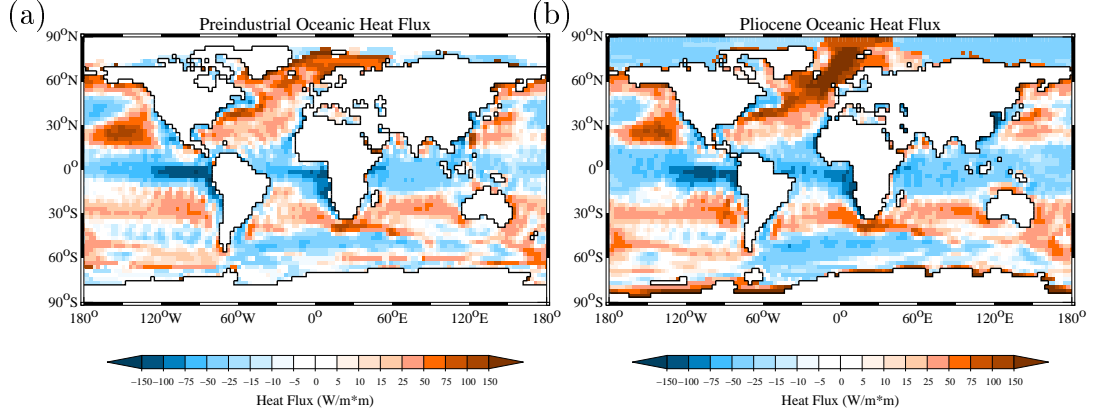 (a)
Preindustrial Oceanic Heat Flux
90°N
60°N
30°N
0°
30°S
60°S
90°S
180° 120°W 60°W 0° 60°E 120°E 180°
−150 −100 −75 −50 −25 −15 −10 −5 0 5 10 15 25 50 75 100 150
Heat Flux (W/m*m)
(b)
Pliocene Oceanic Heat Flux
90°N
60°N
30°N
0°
30°S
60°S
90°S
180° 120°W 60°W 0° 60°E 120°E 180°
−150 −100 −75 −50 −25 −15 −10 −5 0 5 10 15 25 50 75 100 150
Heat Flux (W/m*m)